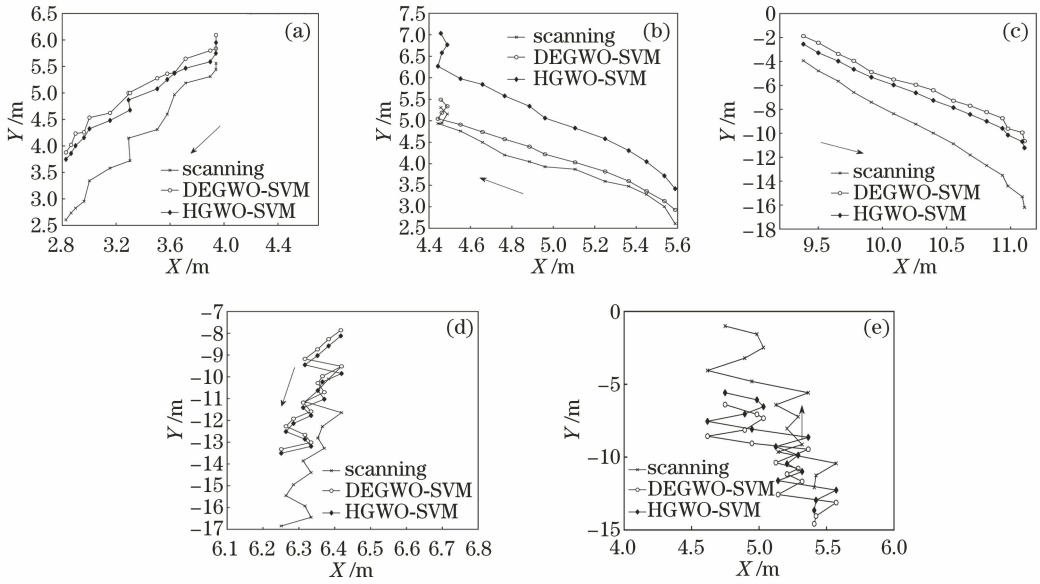 (a)
6.5
6.0
5.5
5.0
4.5
4.0
3.5
3.0
2.5
Y/m
scanning
DEGWO-SVM
HGWO-SVM
2.8 3.2 3.6 4.0 4.4
X/m
(b)
7.5
7.0
6.5
6.0
5.5
5.0
4.5
4.0
3.5
3.0
2.5
Y/m
scanning
DEGWO-SVM
HGWO-SVM
4.4 4.6 4.8 5.0 5.2 5.4 5.6
X/m
(c)
0
−2
−4
−6
−8
−10
−12
−14
−16
−18
Y/m
scanning
DEGWO-SVM
HGWO-SVM
9.5 10.0 10.5 11.0
X/m
(d)
−7
−8
−9
−10
−11
−12
−13
−14
−15
−16
−17
Y/m
scanning
DEGWO-SVM
HGWO-SVM
6.1 6.2 6.3 6.4 6.5 6.6 6.7 6.8
X/m
(e)
0
−5
−10
−15
Y/m
scanning
DEGWO-SVM
HGWO-SVM
4.0 4.5 5.0 5.5 6.0
X/m